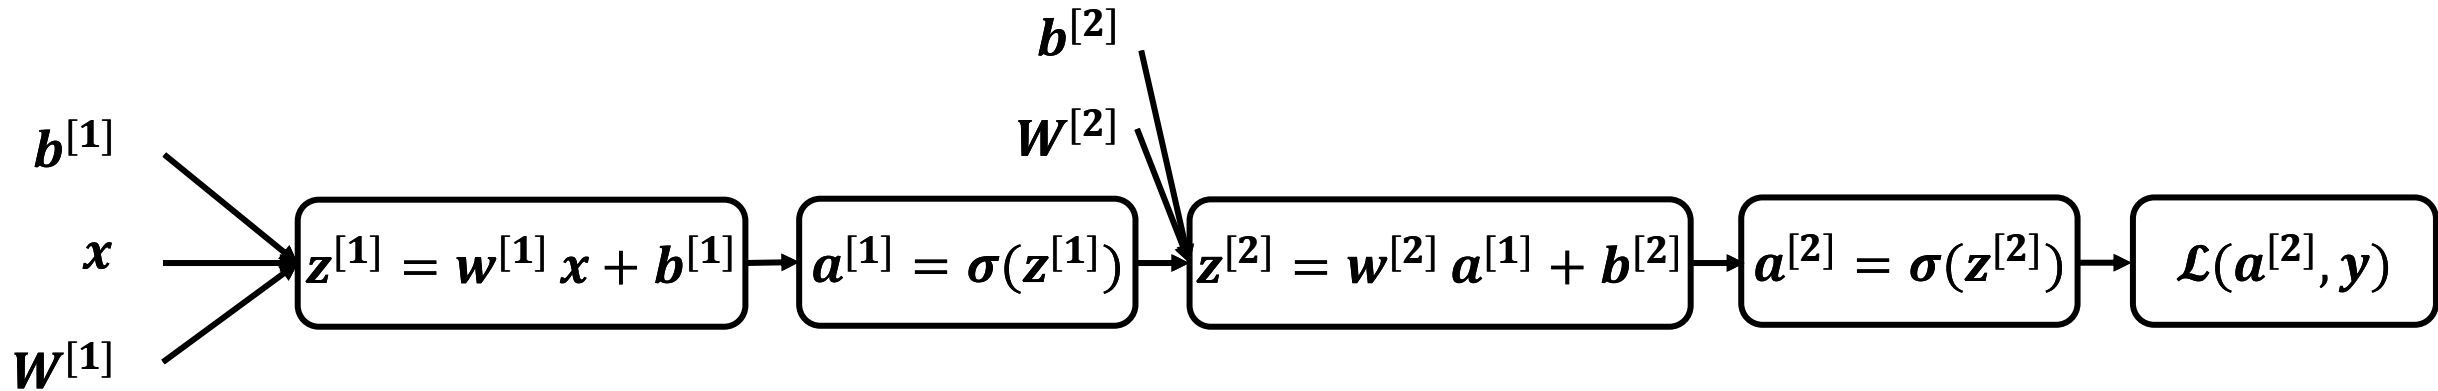 b^[2]
W^[2]
b^[1]
x
W^[1]
z^[1] = w^[1] x + b^[1]
a^[1] = σ(z^[1])
z^[2] = w^[2] a^[1] + b^[2]
a^[2] = σ(z^[2])
ℒ(a^[2], y)